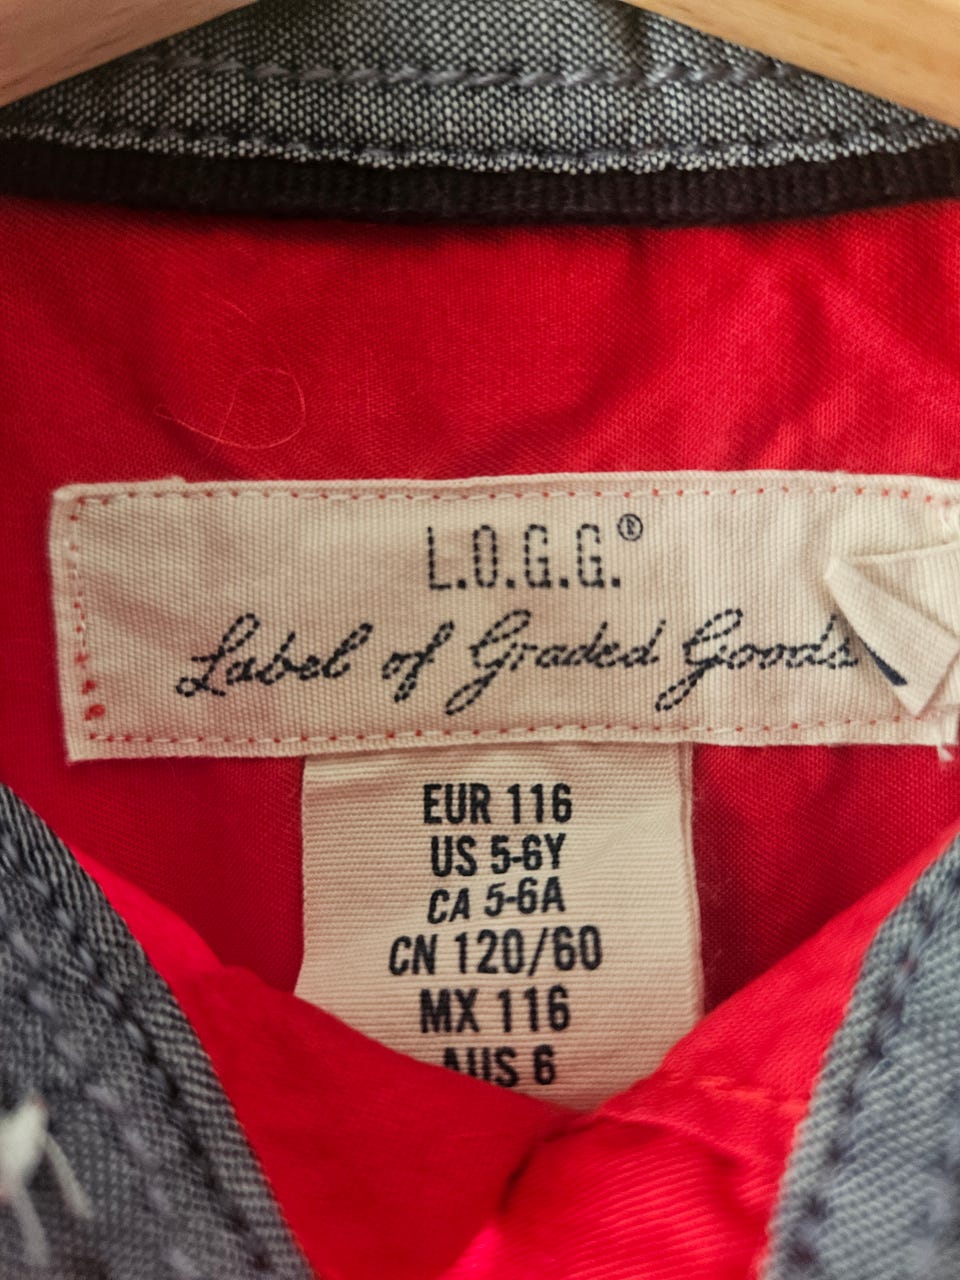 L.O.G.G.®
Label of Graded Goods
EUR 116
US 5-6Y
CA 5-6A
CN 120/60
MX 116
AUS 6